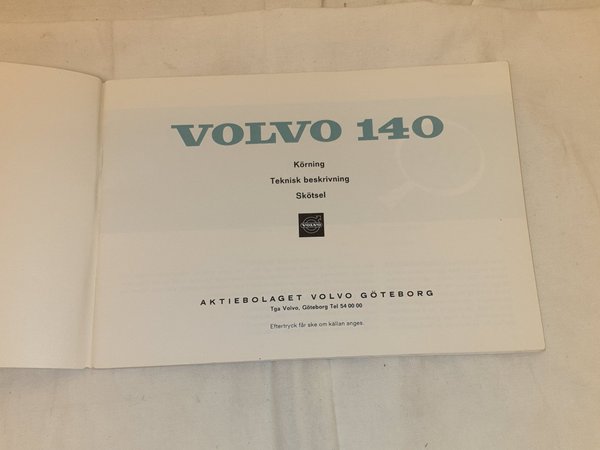 VOLVO 140
Körning
Teknisk beskrivning
Skötsel
VOLVO
AKTIEBOLAGET VOLVO GÖTEBORG
Tga Volvo, Göteborg Tel 54 00 00
Eftertryck får ske om källan anges.